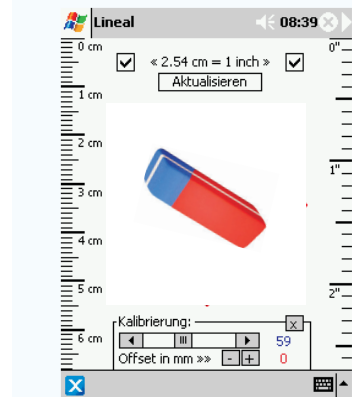 Lineal 08:39
0 cm 0"
« 2.54 cm = 1 inch »
Aktualisieren
1 cm
2 cm
1"
3 cm
4 cm
5 cm 2"
Kalibrierung: x
6 cm 59
Offset in mm »» - + 0
X